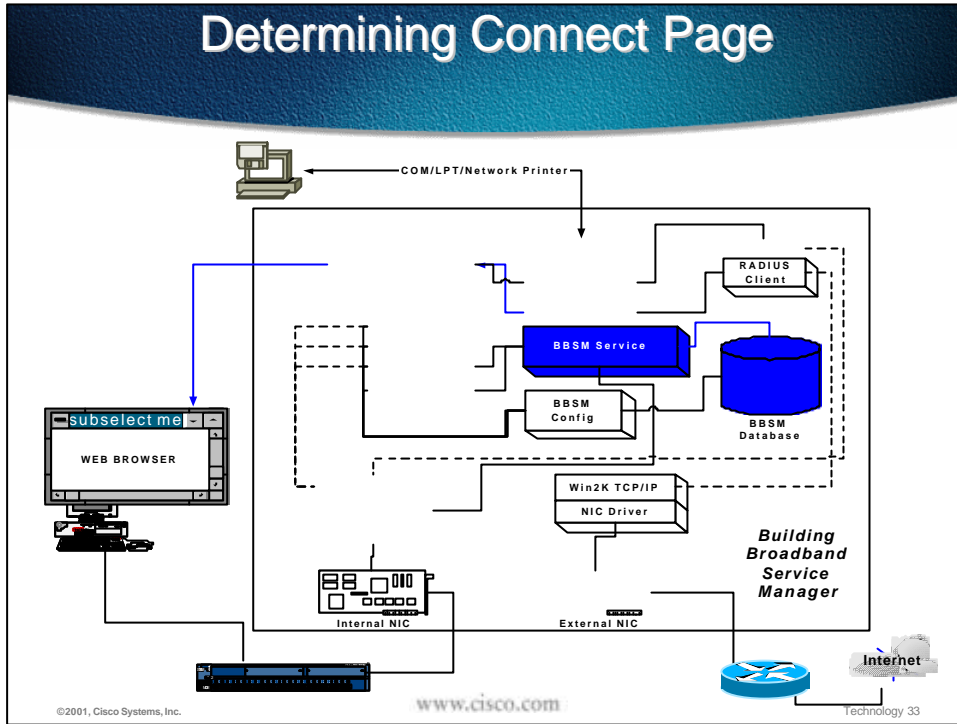 Determining Connect Page
COM/LPT/Network Printer
RADIUS
Client
BBSM Service
BBSM
Config
BBSM
Database
subselect me
WEB BROWSER
Win2K TCP/IP
NIC Driver
Building
Broadband
Service
Manager
Internal NIC
External NIC
Internet
©2001, Cisco Systems, Inc.
www.cisco.com
Technology 33